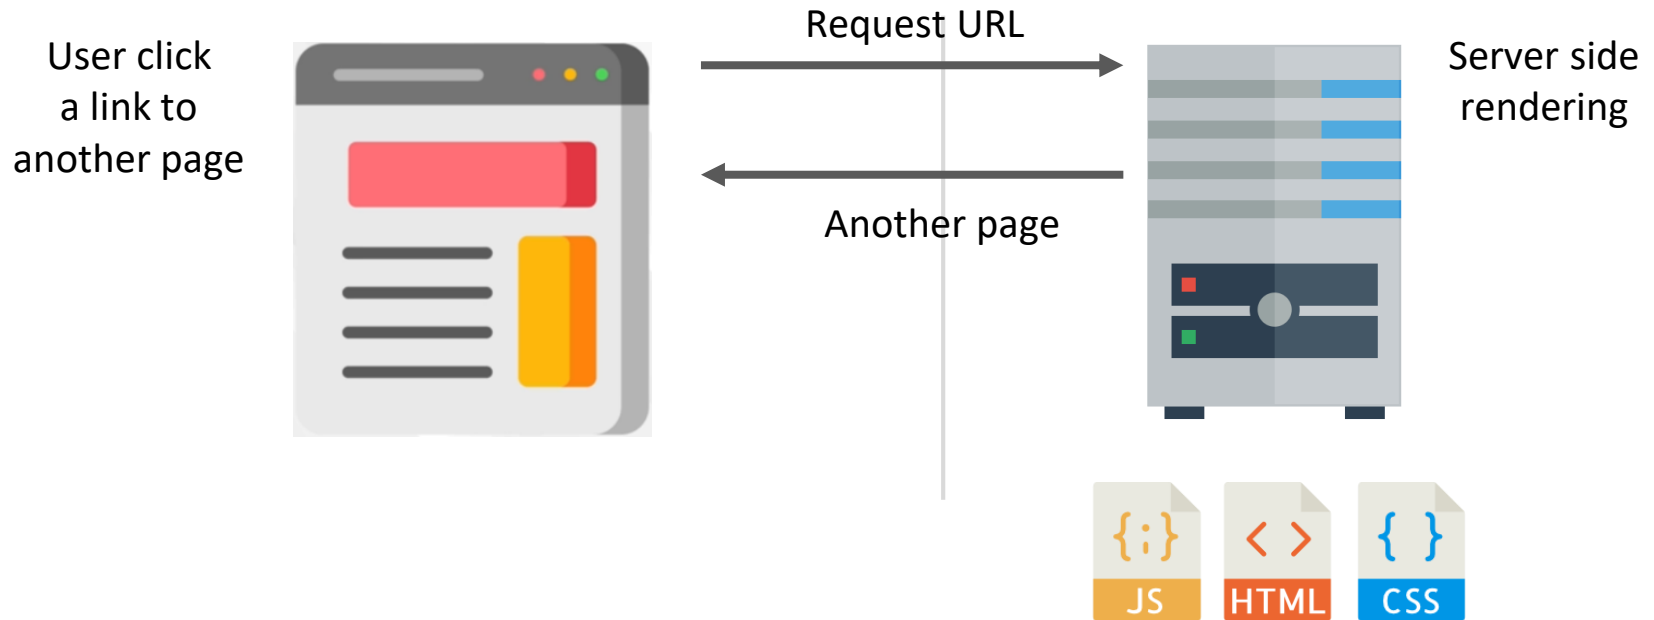 User click
a link to
another page
Request URL
Another page
Server side
rendering
{;}
JS
< >
HTML
{ }
CSS